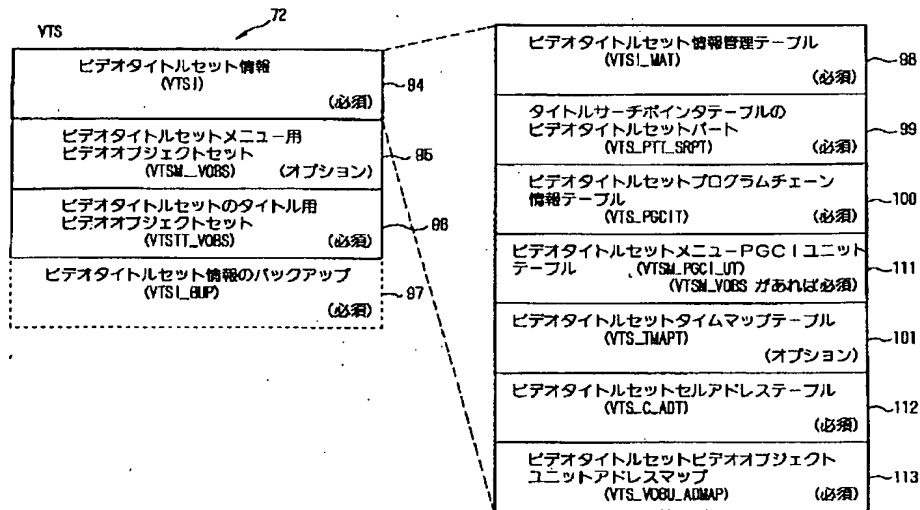 VTS
72
ビデオタイトルセット情報
(VTSI)
(必須)
94
ビデオタイトルセットメニュー用
ビデオオブジェクトセット
(VTSM_VOBS) (オプション)
95
ビデオタイトルセットのタイトル用
ビデオオブジェクトセット
(VTSTT_VOBS) (必須)
96
ビデオタイトルセット情報のバックアップ
(VTSI_BUP)
(必須)
97
ビデオタイトルセット情報管理テーブル
(VTSI_MAT)
(必須)
98
タイトルサーチポインタテーブルの
ビデオタイトルセットパート
(VTS_PTT_SRPT) (必須)
99
ビデオタイトルセットプログラムチェーン
情報テーブル
(VTS_PGCIT) (必須)
100
ビデオタイトルセットメニューPGCIユニット
テーブル (VTSM_PGCI_UT)
(VTSM_VOBS があれば必須)
111
ビデオタイトルセットタイムマップテーブル
(VTS_TMAPT)
(オプション)
101
ビデオタイトルセットセルアドレステーブル
(VTS_C_ADT)
(必須)
112
ビデオタイトルセットビデオオブジェクト
ユニットアドレスマップ
(VTS_VOBU_ADMAP) (必須)
113